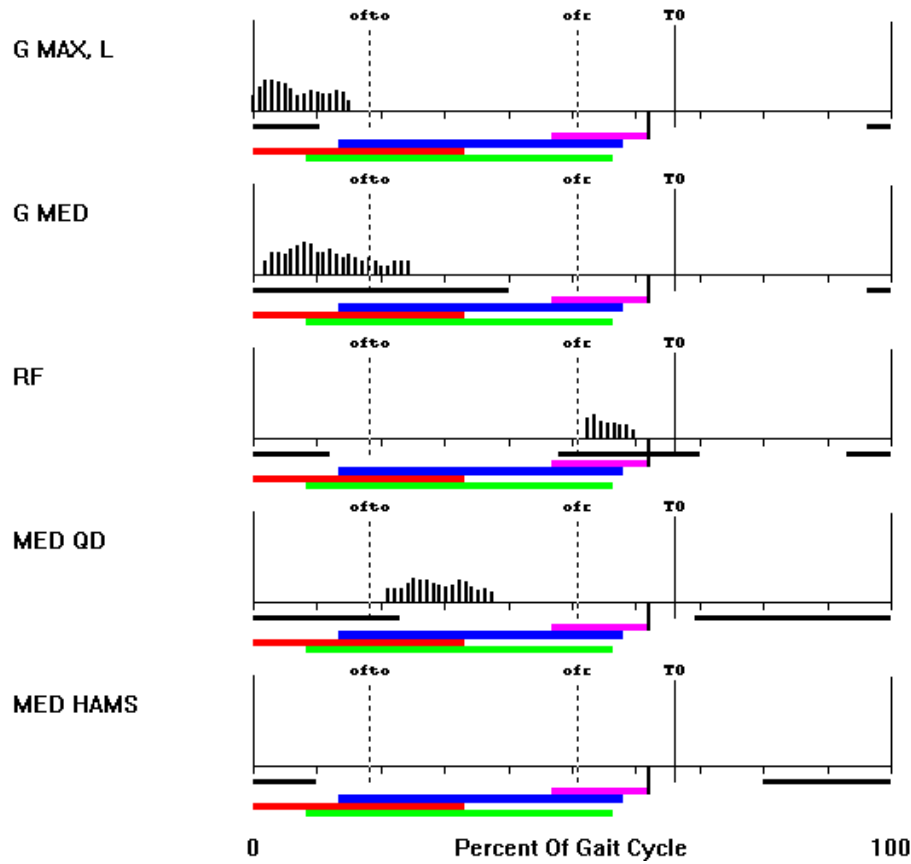 ofto ofc TO
G MAX, L
ofto ofc TO
G MED
ofto ofc TO
RF
ofto ofc TO
MED QD
ofto ofc TO
MED HAMS
0 Percent Of Gait Cycle 100